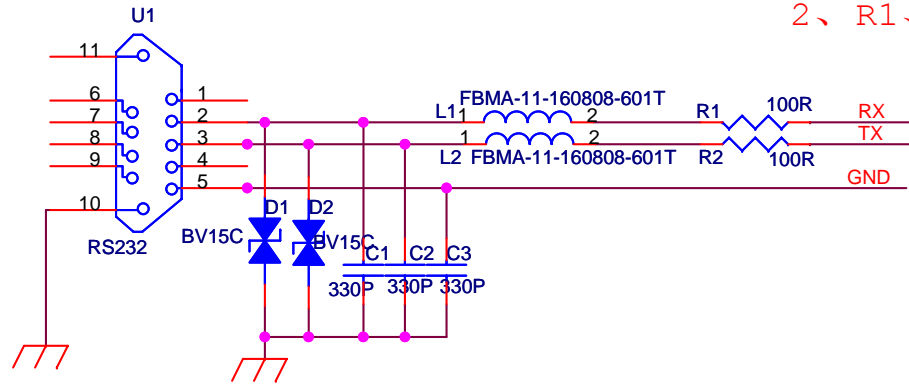 U1
2、R1、
11
6
7
8
9
10
1
2
3
4
5
RS232
L1
1
FBMA-11-160808-601T
2
R1
100R
RX
1
2
TX
L2
FBMA-11-160808-601T
R2
100R
GND
D1
D2
BV15C
BV15C
C1
C2
C3
330P
330P
330P